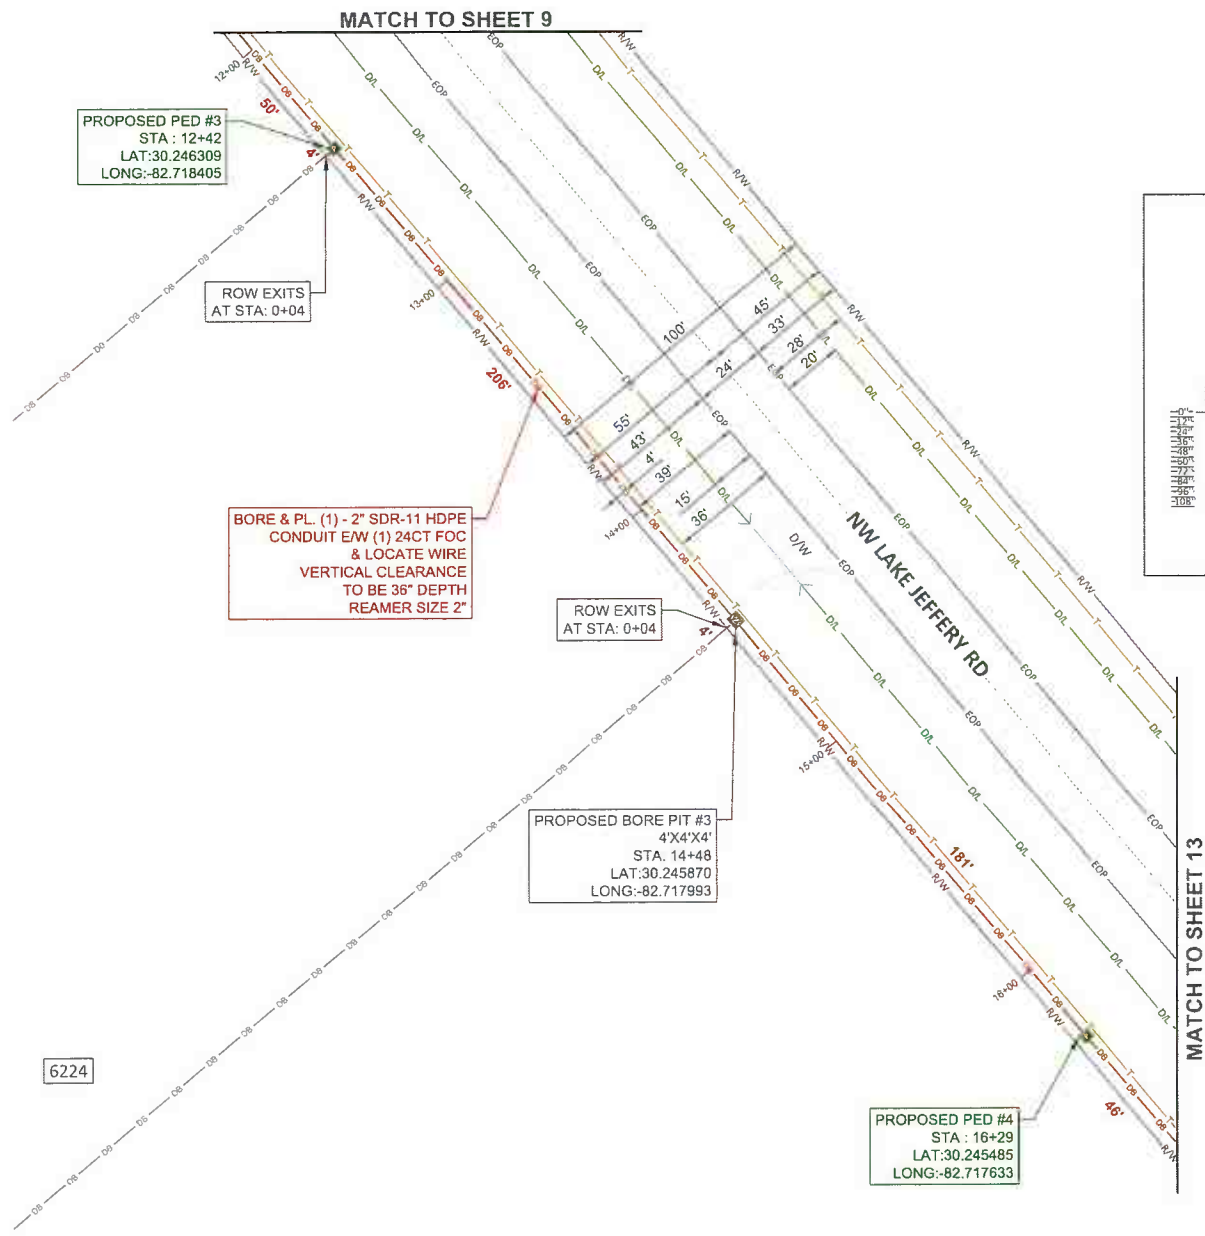 MATCH TO SHEET 9
12+00
50'
PROPOSED PED #3
STA : 12+42
LAT:30.246309
LONG:-82.718405
4'
ROW EXITS
AT STA: 0+04
13+00
206'
100'
45'
33'
28'
20'
24'
55'
43'
4'
39'
15'
36'
14+00
D/W
NW LAKE JEFFERY RD
BORE & PL. (1) - 2" SDR-11 HDPE
CONDUIT E/W (1) 24CT FOC
& LOCATE WIRE
VERTICAL CLEARANCE
TO BE 36" DEPTH
REAMER SIZE 2"
ROW EXITS
AT STA: 0+04
4'
15+00
PROPOSED BORE PIT #3
4'X4'X4'
STA. 14+48
LAT:30.245870
LONG:-82.717993
181'
16+00
MATCH TO SHEET 13
6224
46'
PROPOSED PED #4
STA : 16+29
LAT:30.245485
LONG:-82.717633
R/W
EOP
D/L
T
DB